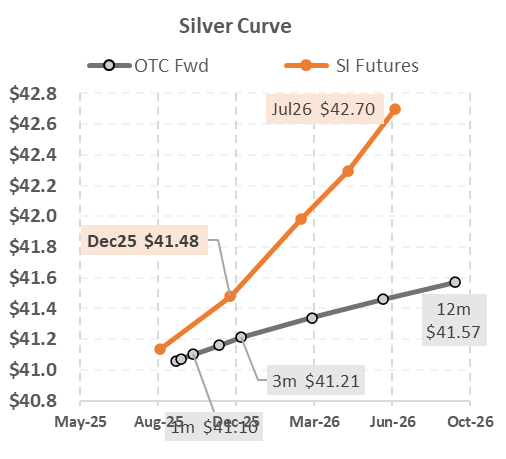 Silver Curve
OTC Fwd
SI Futures
$42.8
$42.6
$42.4
$42.2
$42.0
$41.8
$41.6
$41.4
$41.2
$41.0
$40.8
Jul26 $42.70
Dec25 $41.48
12m
$41.57
3m $41.21
1m $41.10
May-25
Aug-25
Dec-25
Mar-26
Jun-26
Oct-26